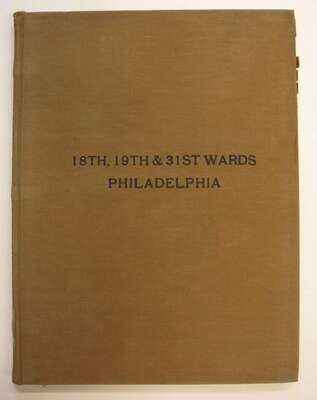 18TH, 19TH & 31ST WARDS
PHILADELPHIA